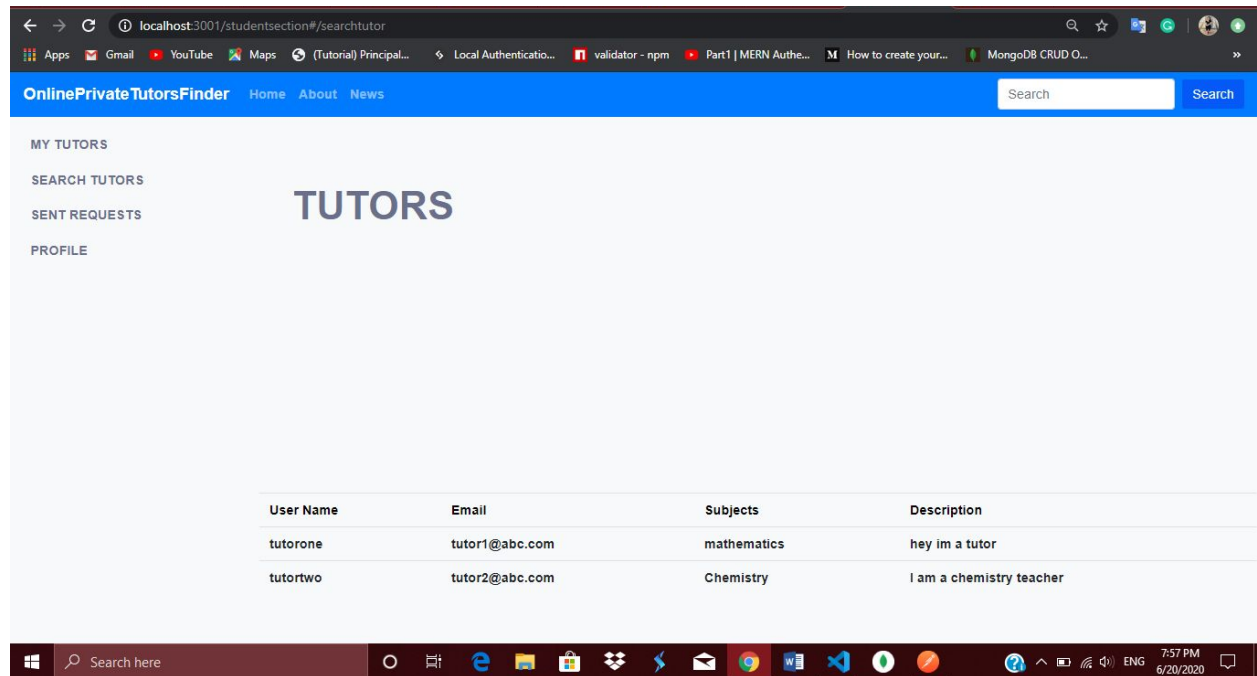 localhost:3001/studentsection#/searchtutor
Apps Gmail YouTube Maps (Tutorial) Principal... Local Authenticatio... validator - npm Part1 | MERN Authe... How to create your... MongoDB CRUD O... »
OnlinePrivateTutorsFinder Home About News Search Search
MY TUTORS
SEARCH TUTORS
SENT REQUESTS
PROFILE
TUTORS
User Name Email Subjects Description
tutorone tutor1@abc.com mathematics hey im a tutor
tutortwo tutor2@abc.com Chemistry I am a chemistry teacher
Search here ENG 7:57 PM
6/20/2020